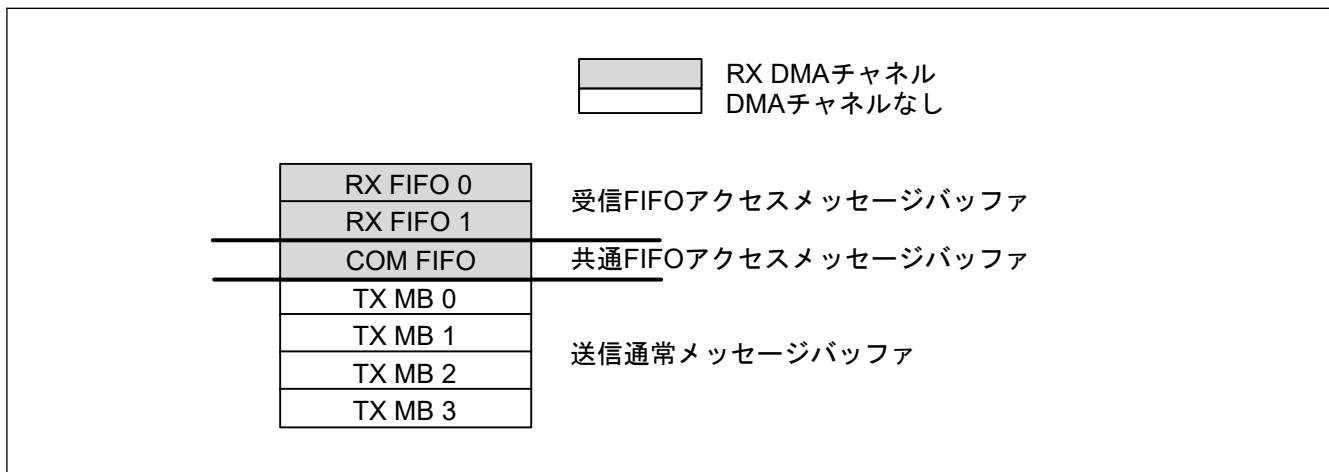 RX DMAチャネル
DMAチャネルなし
RX FIFO 0
RX FIFO 1
受信FIFOアクセスメッセージバッファ
COM FIFO
共通FIFOアクセスメッセージバッファ
TX MB 0
TX MB 1
TX MB 2
TX MB 3
送信通常メッセージバッファ